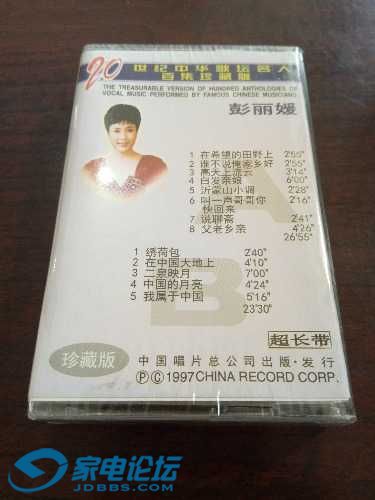 20世纪中华歌坛名人
百集珍藏版
THE TREASURABLE VERSION OF HUNDRED ANTHOLOGIES OF
VOCAL MUSIC PERFORMED BY FAMOUS CHINESE MUSICIANS
彭丽媛
A
1 在希望的田野上 2'55"
2 谁不说俺家乡好 2'55"
3 高天上流云 3'14"
4 白发亲娘 6'00"
5 沂蒙山小调 2'28"
6 叫一声哥哥你 2'16"
快回来
7 说聊斋 2'41"
8 父老乡亲 4'26"
26'55"
B
1 绣荷包 2'40"
2 在中国大地上 4'10"
3 二泉映月 7'00"
4 中国的月亮 4'24"
5 我属于中国 5'16"
23'30"
超长带
珍藏版
中国唱片总公司出版·发行
Ⓟ Ⓒ 1997 CHINA RECORD CORP.
家电论坛
JDBBS.COM